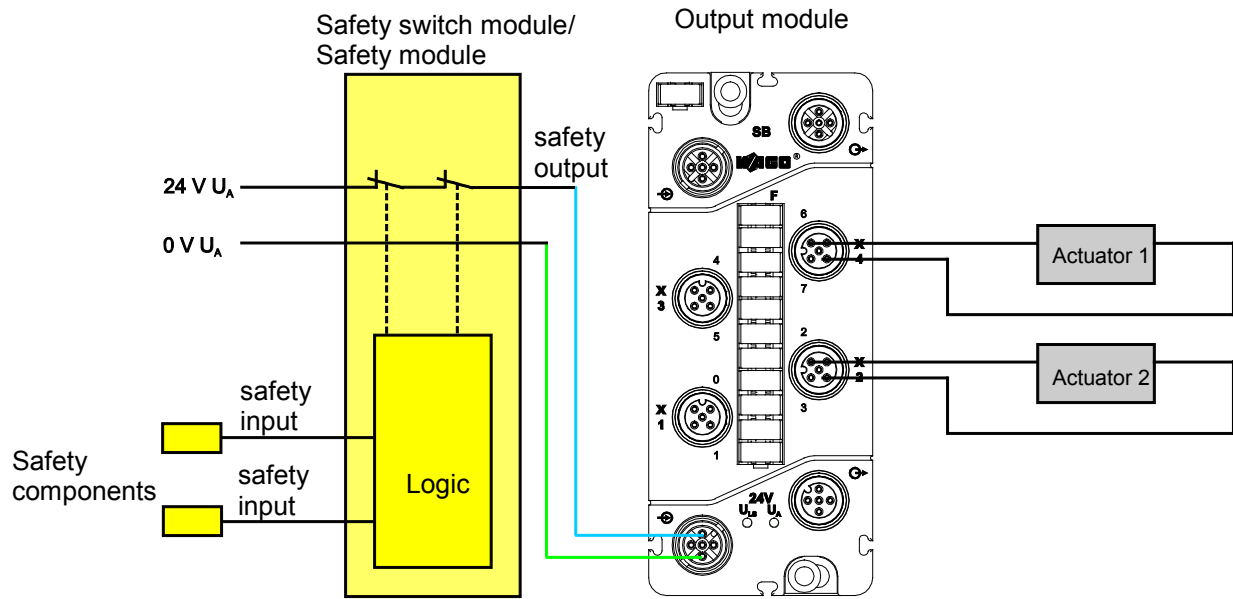 Safety switch module/
Safety module
Output module
safety
output
24 V UA
0 V UA
safety
input
safety
input
Safety
components
Logic
SB
WAGO®
F
6
X
4
7
4
X
3
5
2
X
2
3
0
X
1
1
24V
ULS UA
Actuator 1
Actuator 2